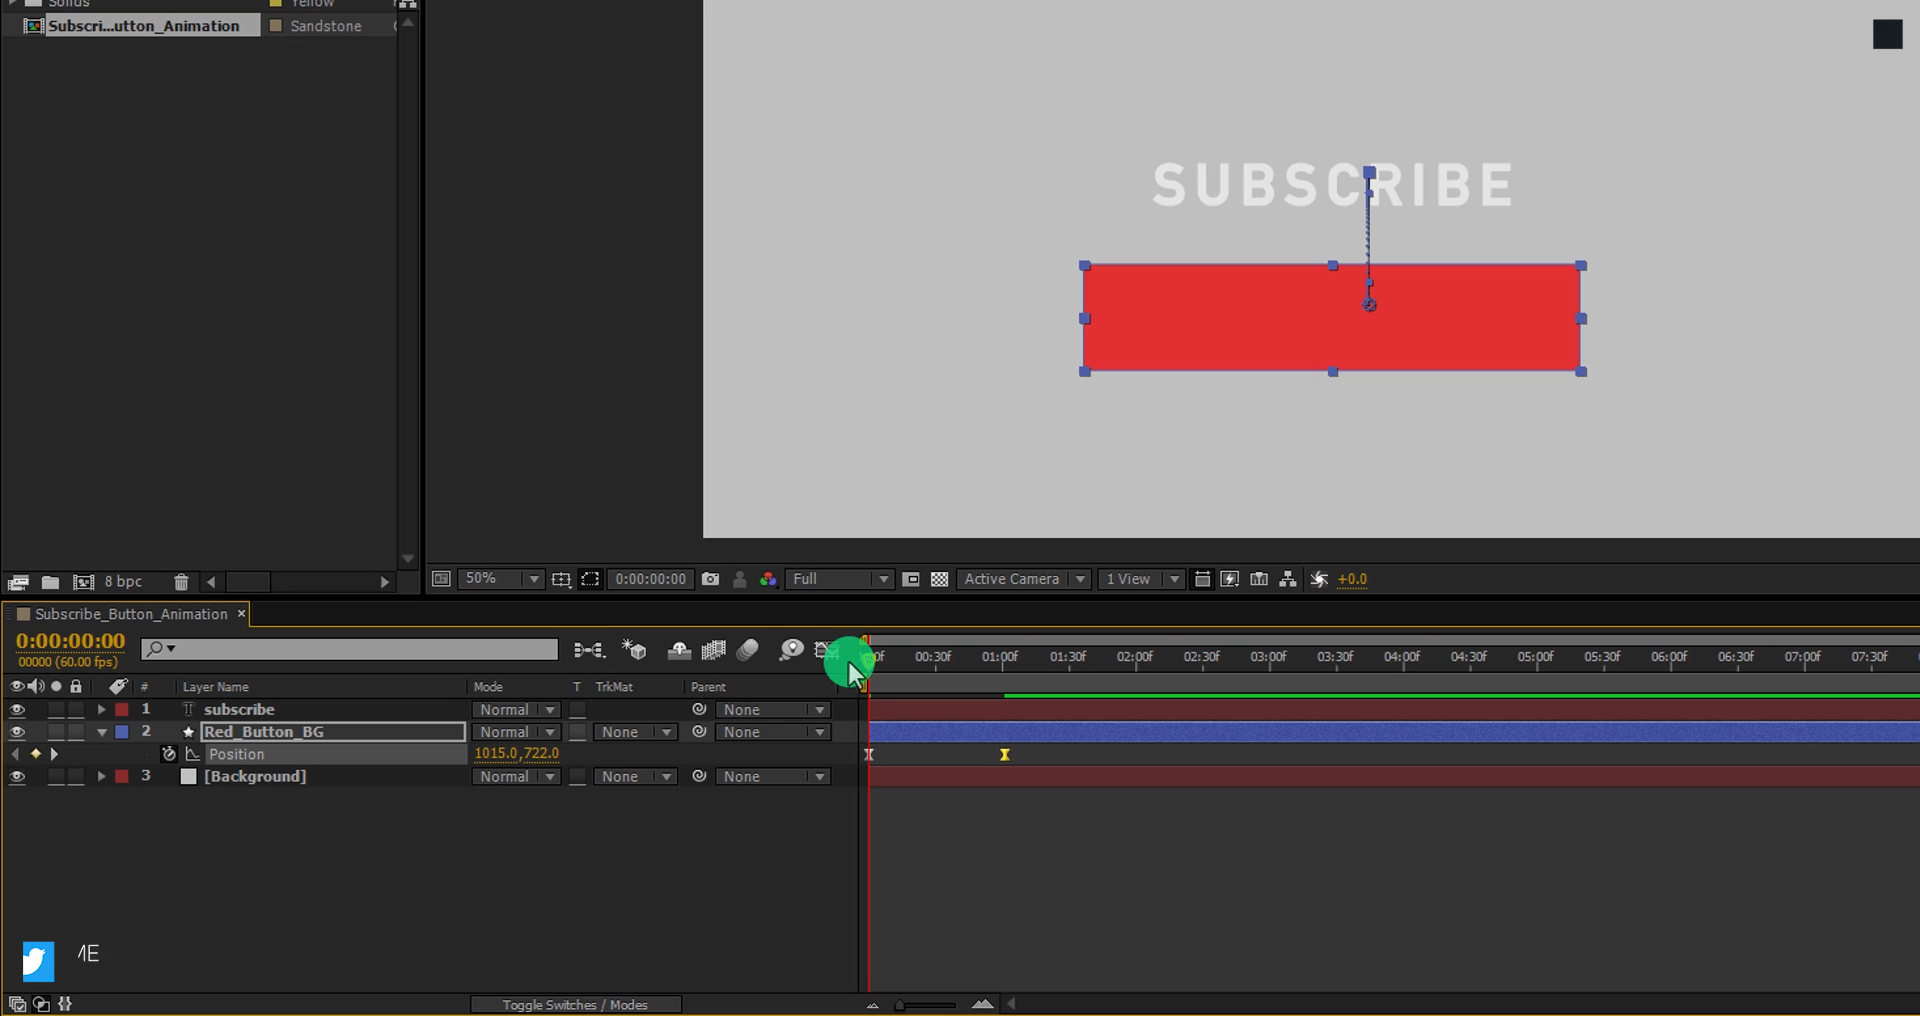 Solids
Yellow
Subscri...utton_Animation
Sandstone
SUBSCRIBE
8 bpc
50%
0:00:00:00
Full
Active Camera
1 View
+0.0
Subscribe_Button_Animation ×
0:00:00:00
00000 (60.00 fps)
00:30f 01:00f 01:30f 02:00f 02:30f 03:00f 03:30f 04:00f 04:30f 05:00f 05:30f 06:00f 06:30f 07:00f 07:30f
# Layer Name Mode T TrkMat Parent
1 subscribe Normal None
2 Red_Button_BG Normal None None
Position 1015.0,722.0
3 [Background] Normal None None
Toggle Switches / Modes